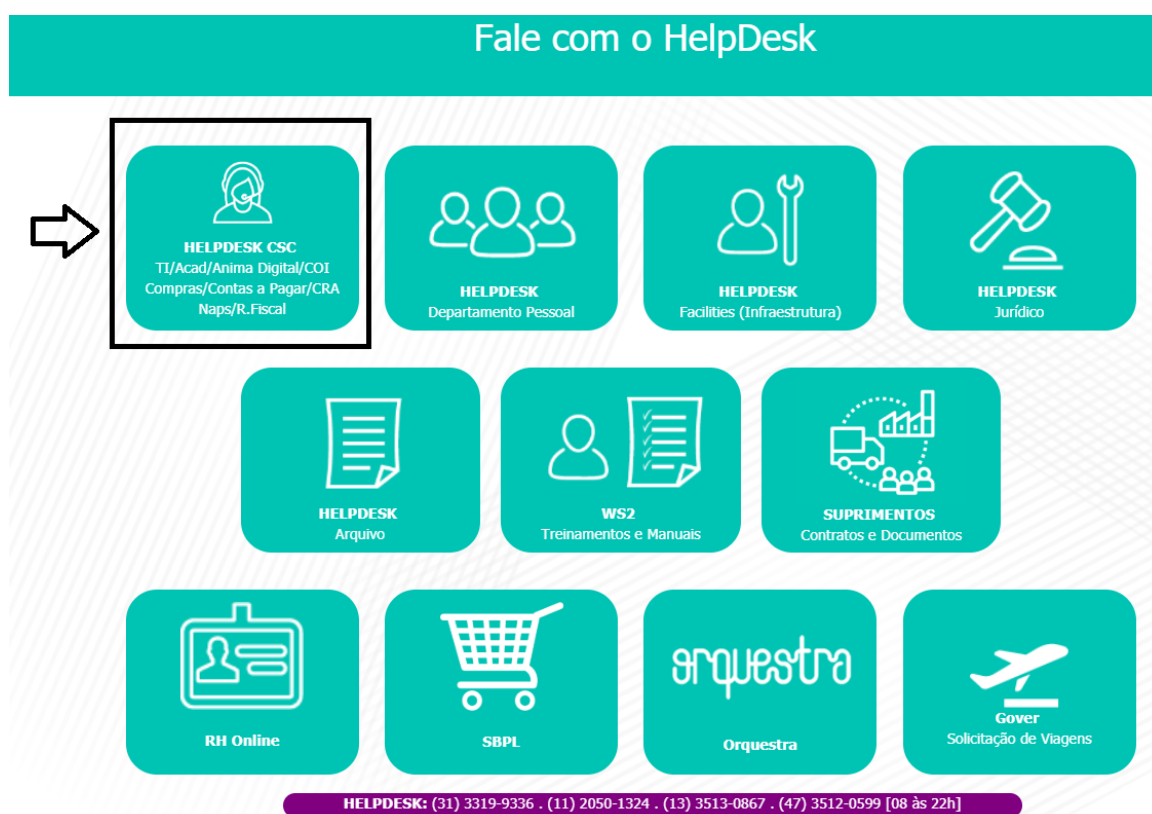 Fale com o HelpDesk
HELPDESK CSC
TI/Acad/Anima Digital/COI
Compras/Contas a Pagar/CRA
Naps/R.Fiscal
HELPDESK
Departamento Pessoal
HELPDESK
Facilities (Infraestrutura)
HELPDESK
Jurídico
HELPDESK
Arquivo
WS2
Treinamentos e Manuais
SUPRIMENTOS
Contratos e Documentos
RH Online
SBPL
orquestra
Orquestra
Gover
Solicitação de Viagens
HELPDESK: (31) 3319-9336 . (11) 2050-1324 . (13) 3513-0867 . (47) 3512-0599 [08 às 22h]